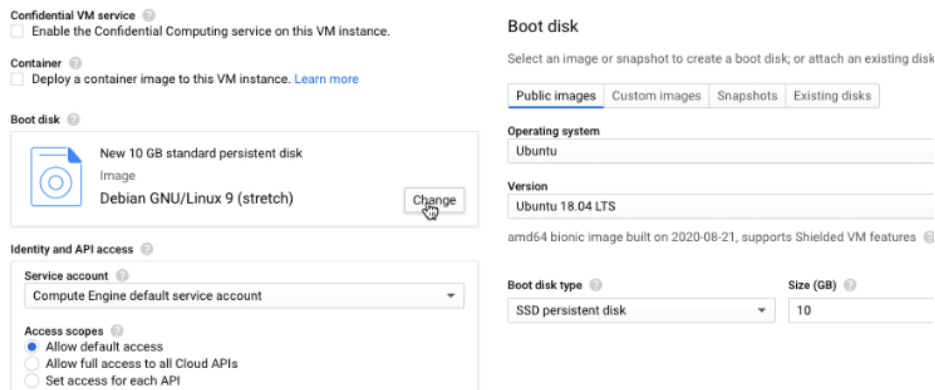 Confidential VM service
Enable the Confidential Computing service on this VM instance.
Container
Deploy a container image to this VM instance. Learn more
Boot disk
New 10 GB standard persistent disk
Image
Debian GNU/Linux 9 (stretch)
Change
Identity and API access
Service account
Compute Engine default service account
Access scopes
Allow default access
Allow full access to all Cloud APIs
Set access for each API
Boot disk
Select an image or snapshot to create a boot disk; or attach an existing disk
Public images Custom images Snapshots Existing disks
Operating system
Ubuntu
Version
Ubuntu 18.04 LTS
amd64 bionic image built on 2020-08-21, supports Shielded VM features
Boot disk type Size (GB)
SSD persistent disk 10